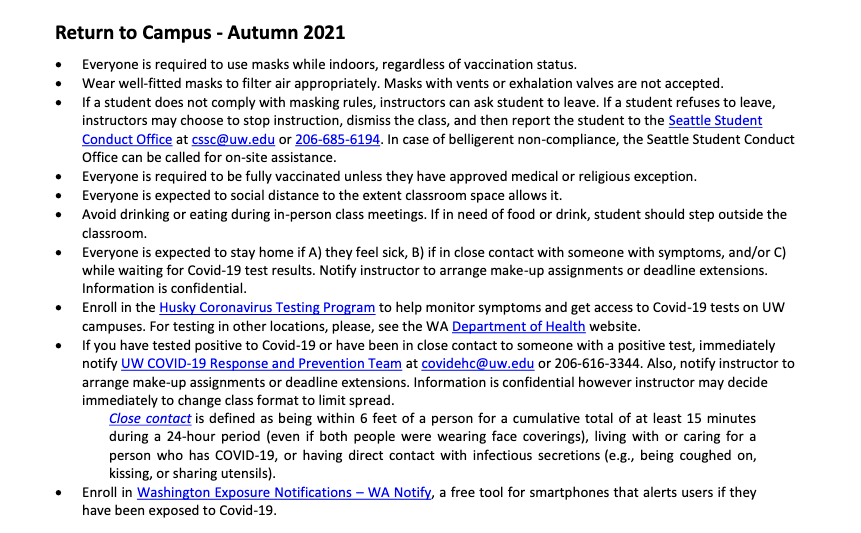 Return to Campus - Autumn 2021
• Everyone is required to use masks while indoors, regardless of vaccination status.
• Wear well-fitted masks to filter air appropriately. Masks with vents or exhalation valves are not accepted.
• If a student does not comply with masking rules, instructors can ask student to leave. If a student refuses to leave,
instructors may choose to stop instruction, dismiss the class, and then report the student to the Seattle Student
Conduct Office at cssc@uw.edu or 206-685-6194. In case of belligerent non-compliance, the Seattle Student Conduct
Office can be called for on-site assistance.
• Everyone is required to be fully vaccinated unless they have approved medical or religious exception.
• Everyone is expected to social distance to the extent classroom space allows it.
• Avoid drinking or eating during in-person class meetings. If in need of food or drink, student should step outside the
classroom.
• Everyone is expected to stay home if A) they feel sick, B) if in close contact with someone with symptoms, and/or C)
while waiting for Covid-19 test results. Notify instructor to arrange make-up assignments or deadline extensions.
Information is confidential.
• Enroll in the Husky Coronavirus Testing Program to help monitor symptoms and get access to Covid-19 tests on UW
campuses. For testing in other locations, please, see the WA Department of Health website.
• If you have tested positive to Covid-19 or have been in close contact to someone with a positive test, immediately
notify UW COVID-19 Response and Prevention Team at covidehc@uw.edu or 206-616-3344. Also, notify instructor to
arrange make-up assignments or deadline extensions. Information is confidential however instructor may decide
immediately to change class format to limit spread.
Close contact is defined as being within 6 feet of a person for a cumulative total of at least 15 minutes
during a 24-hour period (even if both people were wearing face coverings), living with or caring for a
person who has COVID-19, or having direct contact with infectious secretions (e.g., being coughed on,
kissing, or sharing utensils).
• Enroll in Washington Exposure Notifications – WA Notify, a free tool for smartphones that alerts users if they
have been exposed to Covid-19.